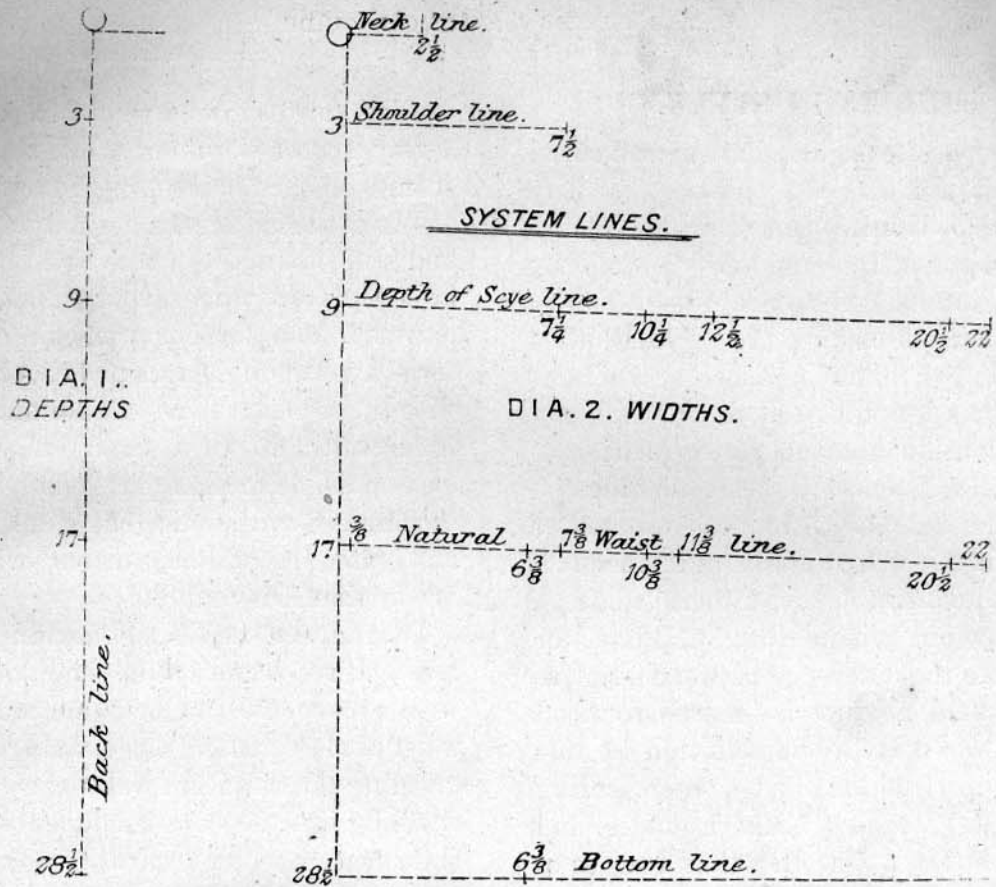 Neck line.
2½
3
3
Shoulder line.
7½
SYSTEM LINES.
9
9
Depth of Scye line.
7¼ 10¼ 12½ 20½ 22
DIA. 1..
DEPTHS
DIA. 2. WIDTHS.
17
17
⅜ Natural 7⅜ Waist 11⅜ line. 22
6⅜ 10⅜ 20½
Back line.
28½
28½
6⅜ Bottom line.